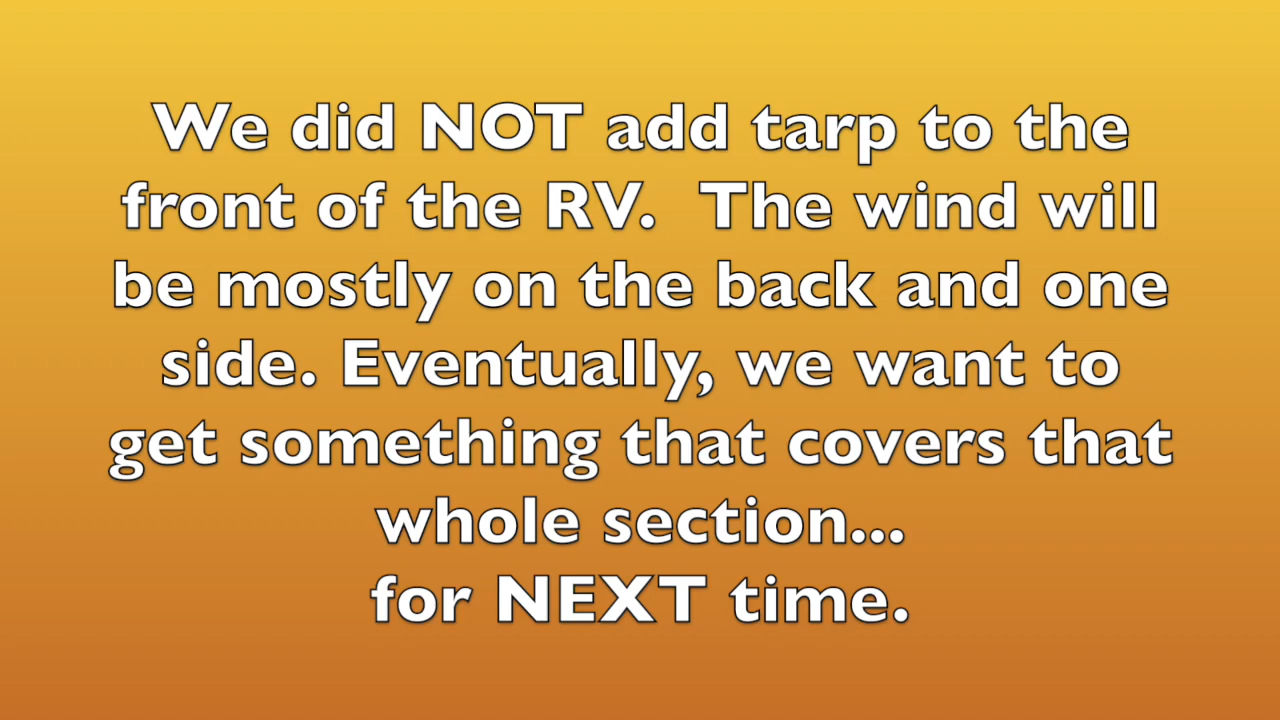 We did NOT add tarp to the
front of the RV.  The wind will
be mostly on the back and one
side. Eventually, we want to
get something that covers that
whole section...
for NEXT time.